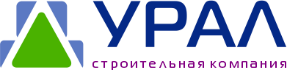 УРАЛ
строительная компания